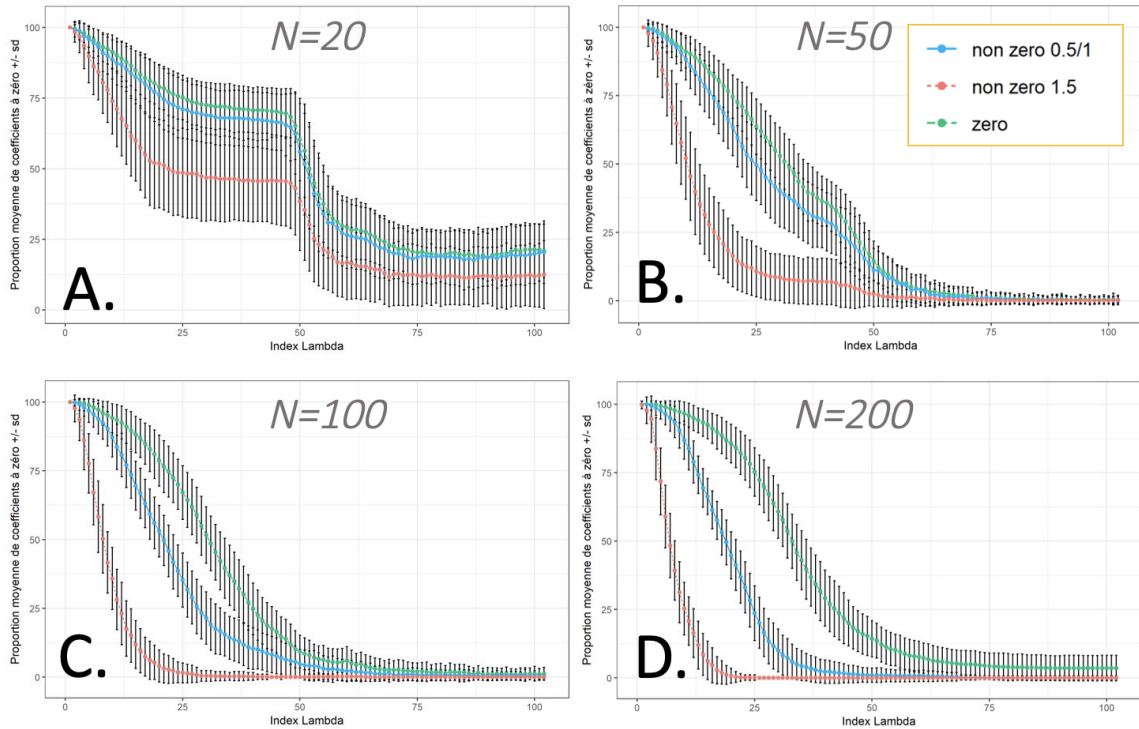 N=20
A.
Proportion moyenne de coefficients à zéro +/- sd
100
75
50
25
0
0 25 50 75 100
Index Lambda
N=50
B.
non zero 0.5/1
non zero 1.5
zero
Proportion moyenne de coefficients à zéro +/- sd
100
75
50
25
0
0 25 50 75 100
Index Lambda
N=100
C.
Proportion moyenne de coefficients à zéro +/- sd
100
75
50
25
0
0 25 50 75 100
Index Lambda
N=200
D.
Proportion moyenne de coefficients à zéro +/- sd
100
75
50
25
0
0 25 50 75 100
Index Lambda